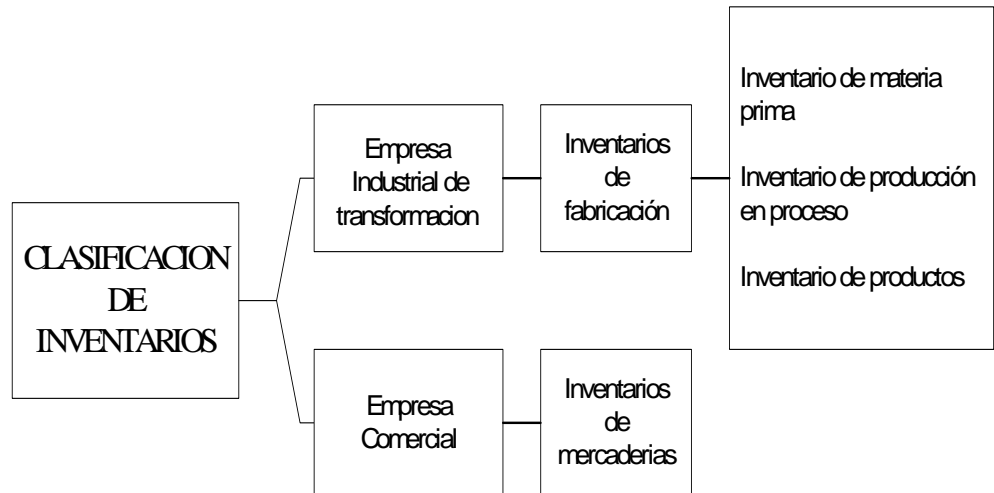 CLASIFICACION
DE
INVENTARIOS
Empresa
Industrial de
transformacion
Inventarios
de
fabricación
Inventario de materia
prima
Inventario de producción
en proceso
Inventario de productos
Empresa
Comercial
Inventarios
de
mercaderias